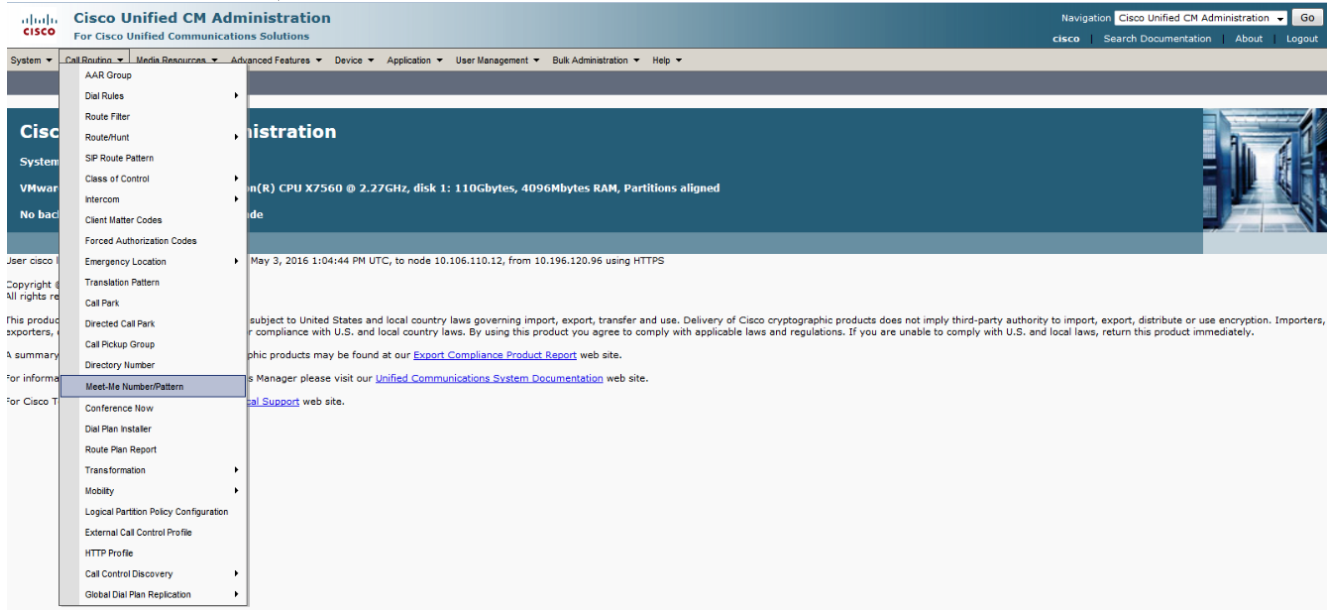 cisco
Cisco Unified CM Administration
For Cisco Unified Communications Solutions
Navigation Cisco Unified CM Administration Go
cisco Search Documentation About Logout
System Call Routing Media Resources Advanced Features Device Application User Management Bulk Administration Help
AAR Group
Dial Rules
Route Filter
Route/Hunt
SIP Route Pattern
Class of Control
Intercom
Client Matter Codes
Forced Authorization Codes
Emergency Location
Translation Pattern
Call Park
Directed Call Park
Call Pickup Group
Directory Number
Meet-Me Number/Pattern
Conference Now
Dial Plan Installer
Route Plan Report
Transformation
Mobility
Logical Partition Policy Configuration
External Call Control Profile
HTTP Profile
Call Control Discovery
Global Dial Plan Replication
Cisc nistration
System
VMwar n(R) CPU X7560 @ 2.27GHz, disk 1: 110Gbytes, 4096Mbytes RAM, Partitions aligned
No bac de
User cisco May 3, 2016 1:04:44 PM UTC, to node 10.106.110.12, from 10.196.120.96 using HTTPS
Copyright
All rights re
This produc subject to United States and local country laws governing import, export, transfer and use. Delivery of Cisco cryptographic products does not imply third-party authority to import, export, distribute or use encryption. Importers,
exporters, r compliance with U.S. and local country laws. By using this product you agree to comply with applicable laws and regulations. If you are unable to comply with U.S. and local laws, return this product immediately.
A summary phic products may be found at our Export Compliance Product Report web site.
For informa s Manager please visit our Unified Communications System Documentation web site.
For Cisco T cal Support web site.